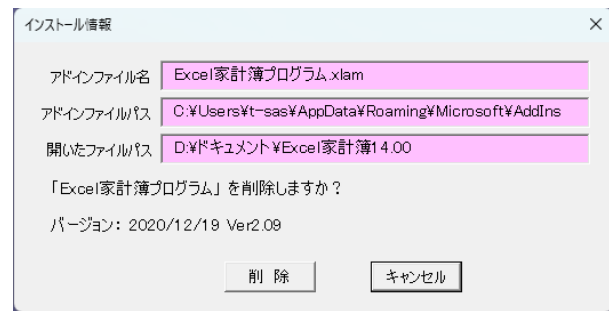 インストール情報
アドインファイル名 Excel家計簿プログラム.xlam
アドインファイルパス C:¥Users¥t-sas¥AppData¥Roaming¥Microsoft¥AddIns
開いたファイルパス D:¥ドキュメント¥Excel家計簿14.00
「Excel家計簿プログラム」を削除しますか？
バージョン： 2020/12/19 Ver2.09
削 除 キャンセル